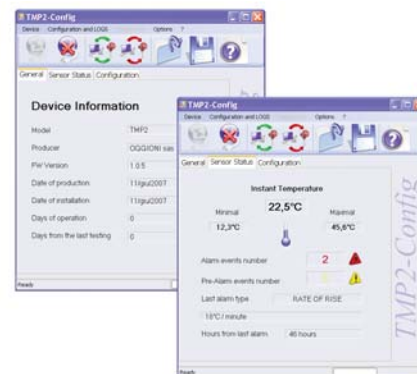 TMP2-Config
Device Configuration and LOGS Options ?
General Sensor Status Configuration
Device Information
Model TMP2
Producer OGGIONI sas
FW Version 1.0.5
Date of production 11/giu/2007
Date of installation 11/giu/2007
Days of operation 0
Days from the last testing 0
Ready
TMP2-Config
Device Configuration and LOGS Options ?
General Sensor Status Configuration
Instant Temperature
22,5°C
Minimal Maximal
12,3°C 45,6°C
Alarm events number 2
Pre-Alarm events number
Last alarm type RATE OF RISE
18°C / minute
Hours from last alarm 46 hours
TMP2-Config
Ready